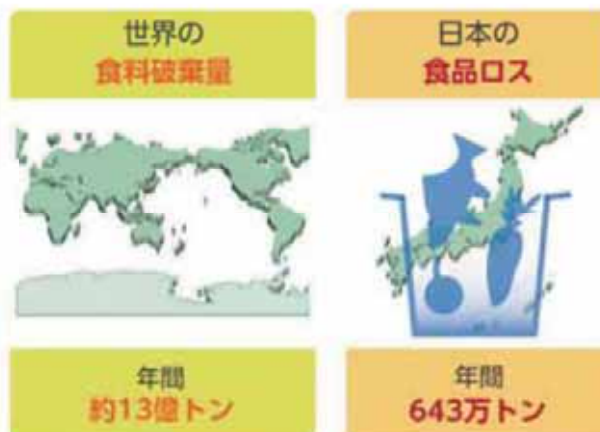 世界の
食料破棄量
日本の
食品ロス
年間
約13億トン
年間
643万トン